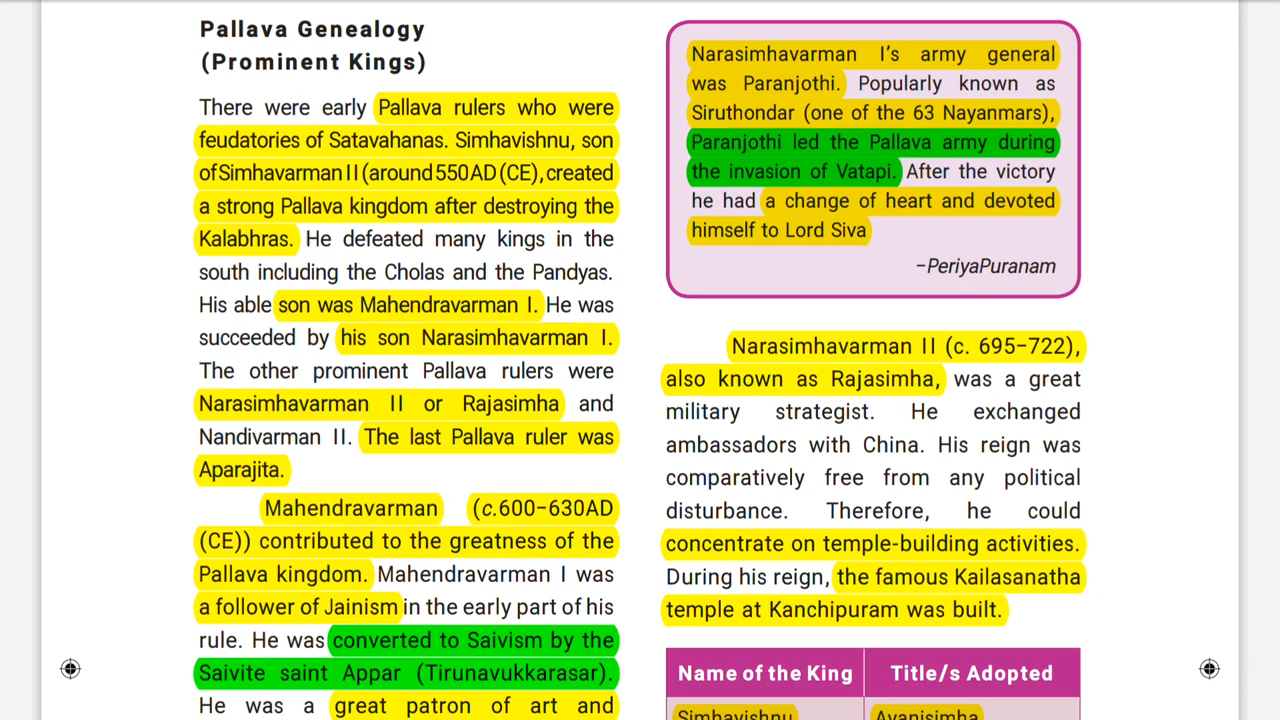 Pallava Genealogy
(Prominent Kings)
There were early Pallava rulers who were
feudatories of Satavahanas. Simhavishnu, son
of Simhavarman II (around 550 AD (CE), created
a strong Pallava kingdom after destroying the
Kalabhras. He defeated many kings in the
south including the Cholas and the Pandyas.
His able son was Mahendravarman I. He was
succeeded by his son Narasimhavarman I.
The other prominent Pallava rulers were
Narasimhavarman II or Rajasimha and
Nandivarman II. The last Pallava ruler was
Aparajita.
Mahendravarman (c.600−630AD
(CE)) contributed to the greatness of the
Pallava kingdom. Mahendravarman I was
a follower of Jainism in the early part of his
rule. He was converted to Saivism by the
Saivite saint Appar (Tirunavukkarasar).
He was a great patron of art and
Narasimhavarman I’s army general
was Paranjothi. Popularly known as
Siruthondar (one of the 63 Nayanmars),
Paranjothi led the Pallava army during
the invasion of Vatapi. After the victory
he had a change of heart and devoted
himself to Lord Siva
−PeriyaPuranam
Narasimhavarman II (c. 695−722),
also known as Rajasimha, was a great
military strategist. He exchanged
ambassadors with China. His reign was
comparatively free from any political
disturbance. Therefore, he could
concentrate on temple-building activities.
During his reign, the famous Kailasanatha
temple at Kanchipuram was built.
Name of the King Title/s Adopted
Simhavishnu Avanisimha